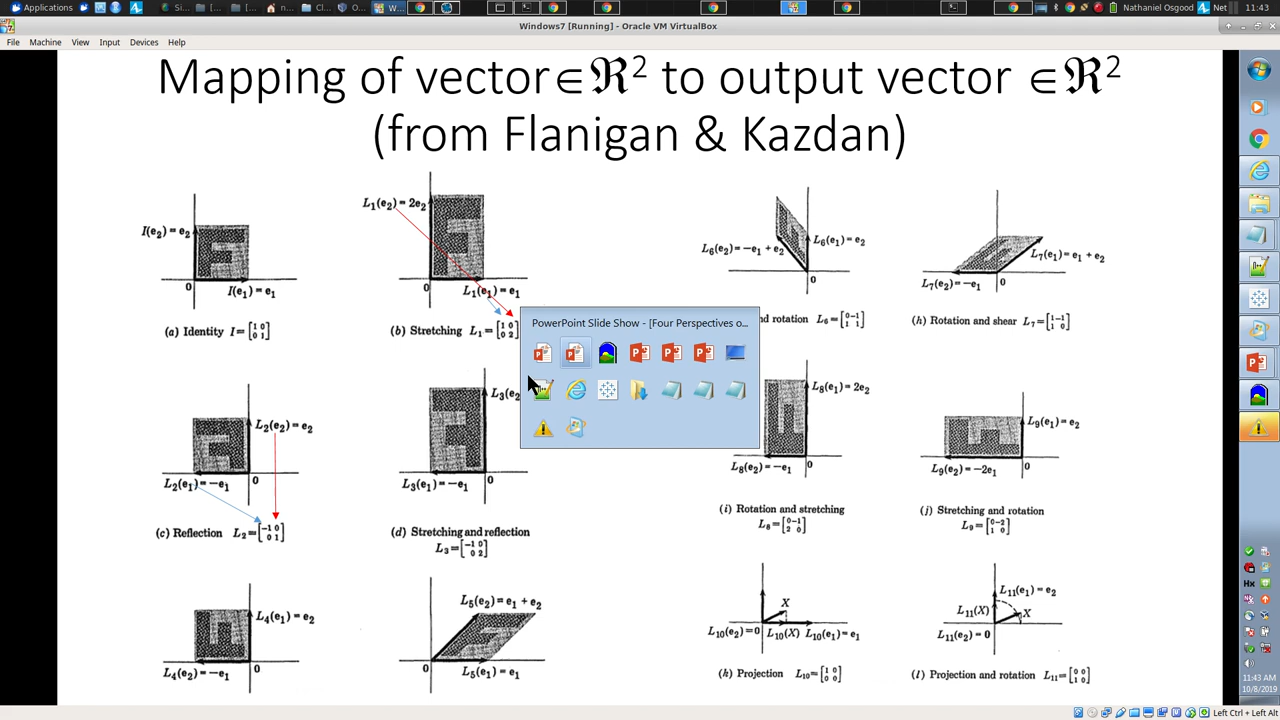 Applications
Si...
n...
O...
W...
Nathaniel Osgood
Net
11:43
Windows7 [Running] - Oracle VM VirtualBox
File Machine View Input Devices Help
Mapping of vector∈ℜ² to output vector ∈ℜ²
(from Flanigan & Kazdan)
I(e₂) = e₂
0
I(e₁) = e₁
(a) Identity I = [1 0
0 1]
L₁(e₂) = 2e₂
0
L₁(e₁) = e₁
(b) Stretching L₁ = [1 0
0 2]
L₆(e₂) = −e₁ + e₂
L₆(e₁) = e₂
0
nd rotation L₆ = [0 −1
1 1]
L₇(e₁) = e₁ + e₂
L₇(e₂) = −e₁
0
(h) Rotation and shear L₇ = [1 −1
1 0]
PowerPoint Slide Show - [Four Perspectives o...
L₂(e₂) = e₂
L₂(e₁) = −e₁
0
(c) Reflection L₂ = [−1 0
0 1]
L₃(e₂
L₃(e₁) = −e₁
0
(d) Stretching and reflection
L₃ = [−1 0
0 2]
L₈(e₁) = 2e₂
L₈(e₂) = −e₁
0
(i) Rotation and stretching
L₈ = [0 −1
2 0]
L₉(e₁) = e₂
L₉(e₂) = −2e₁
0
(j) Stretching and rotation
L₉ = [0 −2
1 0]
L₄(e₁) = e₂
L₄(e₂) = −e₁
0
L₅(e₂) = e₁ + e₂
0
L₅(e₁) = e₁
X
L₁₀(e₂) = 0
L₁₀(X)
L₁₀(e₁) = e₁
(k) Projection L₁₀ = [1 0
0 0]
L₁₁(e₁) = e₂
L₁₁(X)
X
L₁₁(e₂) = 0
(l) Projection and rotation L₁₁ = [0 0
1 0]
11:43 AM
10/8/2019
Left Ctrl + Left Alt